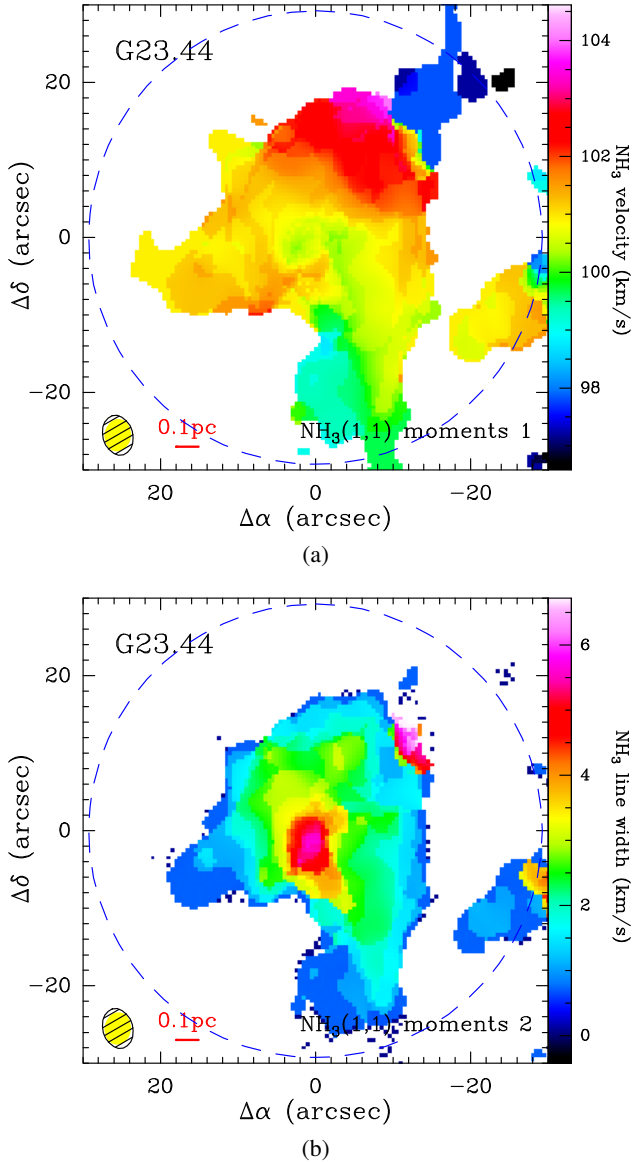 G23.44
20
0
−20
Δδ (arcsec)
0.1pc
NH3(1,1) moments 1
20
0
−20
Δα (arcsec)
104
102
100
98
NH3 velocity (km/s)
(a)
G23.44
20
0
−20
Δδ (arcsec)
0.1pc
NH3(1,1) moments 2
20
0
−20
Δα (arcsec)
6
4
2
0
NH3 line width (km/s)
(b)